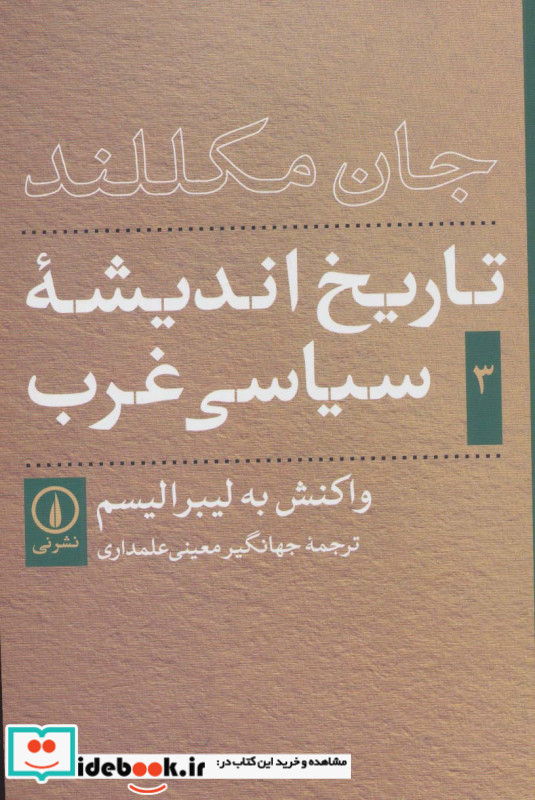 جان مکللند
تاریخ اندیشهٔ
سیاسی غرب
۳
واکنش به لیبرالیسم
ترجمهٔ جهانگیر معینی علمداری
نشرنی
مشاهده و خرید این کتاب در:
idebook.ir